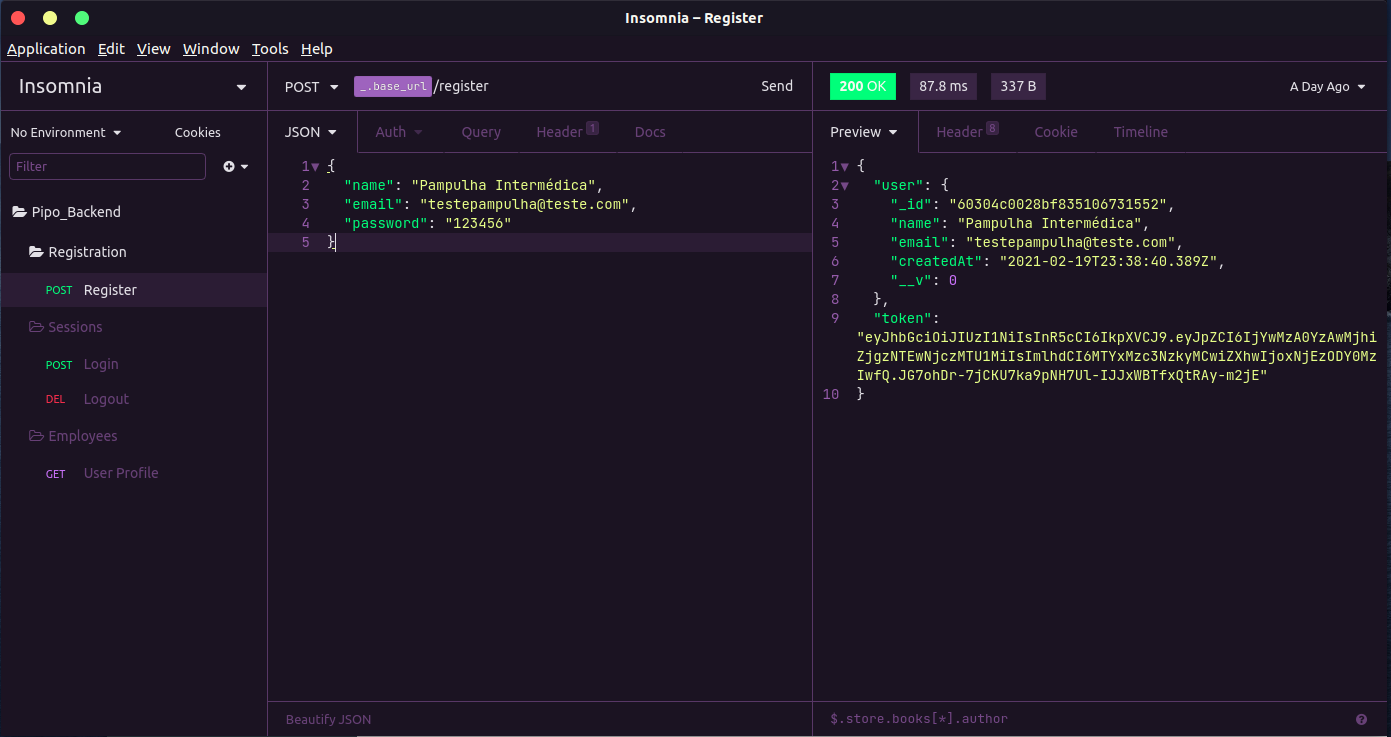 Insomnia – Register
Application Edit View Window Tools Help
Insomnia
No Environment Cookies
Filter
Pipo_Backend
Registration
POST Register
Sessions
POST Login
DEL Logout
Employees
GET User Profile
POST _.base_url/register Send
JSON Auth Query Header 1 Docs
1 {
2 "name": "Pampulha Intermédica",
3 "email": "testepampulha@teste.com",
4 "password": "123456"
5 }
Beautify JSON
200 OK 87.8 ms 337 B A Day Ago
Preview Header 8 Cookie Timeline
1 {
2 "user": {
3 "_id": "60304c0028bf835106731552",
4 "name": "Pampulha Intermédica",
5 "email": "testepampulha@teste.com",
6 "createdAt": "2021-02-19T23:38:40.389Z",
7 "__v": 0
8 },
9 "token":
"eyJhbGciOiJIUzI1NiIsInR5cCI6IkpXVCJ9.eyJpZCI6IjYwMzA0YzAwMjhi
ZjgzNTEwNjczMTU1MiIsImlhdCI6MTYxMzc3NzkyMCwiZXhwIjoxNjEzODY0Mz
IwfQ.JG7ohDr-7jCKU7ka9pNH7Ul-IJJxWBTfxQtRAy-m2jE"
10 }
$.store.books[*].author